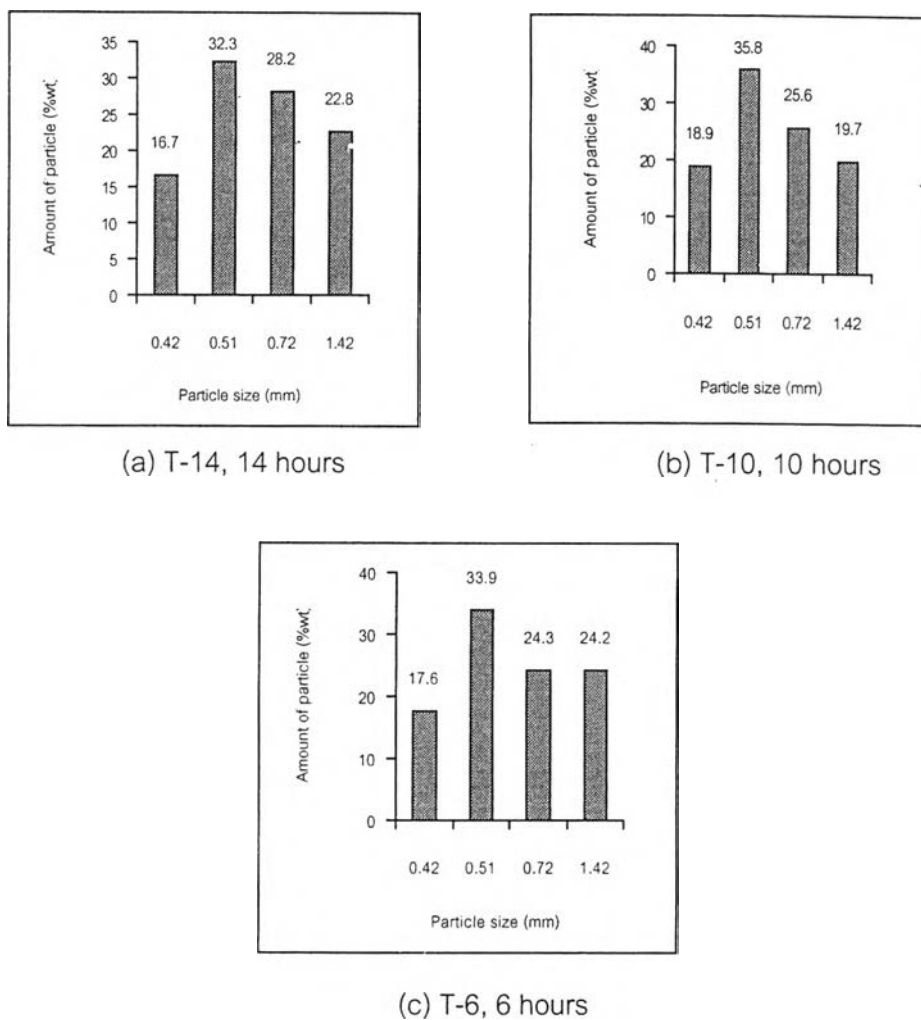 Amount of particle (%wt.
35
30
25
20
15
10
5
0
16.7
32.3
28.2
22.8
0.42 0.51 0.72 1.42
Particle size (mm)
(a) T-14, 14 hours
Amount of particle (%wt.
40
30
20
10
0
18.9
35.8
25.6
19.7
0.42 0.51 0.72 1.42
Particle size (mm)
(b) T-10, 10 hours
Amount of particle (%wt.
40
30
20
10
0
17.6
33.9
24.3
24.2
0.42 0.51 0.72 1.42
Particle size (mm)
(c) T-6, 6 hours